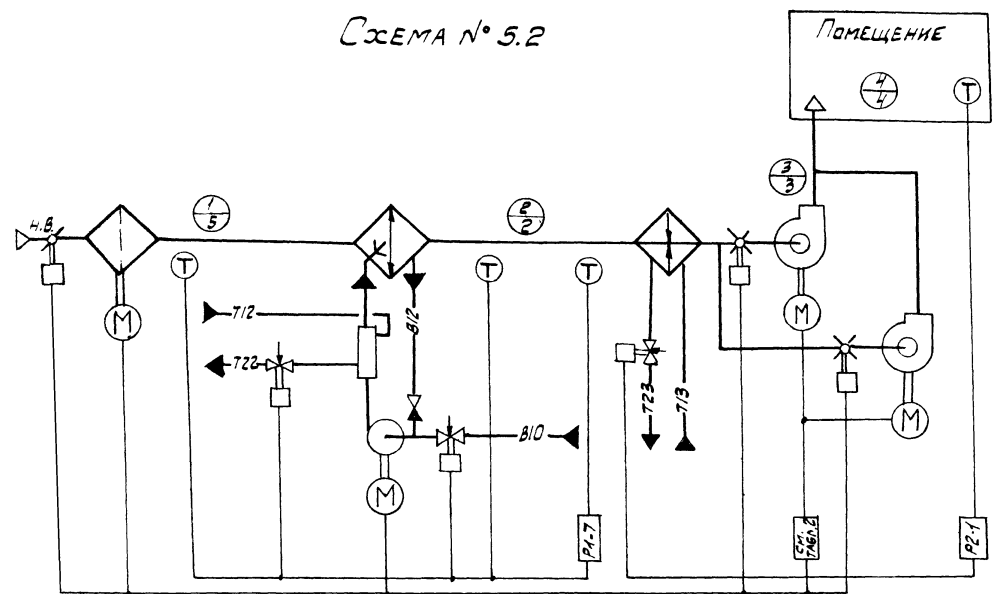 Схема № 5.2
Помещение
4
4
Т
3
3
Н.В.
1
5
2
2
Т
Т
Т
М
Т12
В12
М
Т22
Т23
Т13
М
В10
М
Р1-7
См.
табл.2
Р2-1